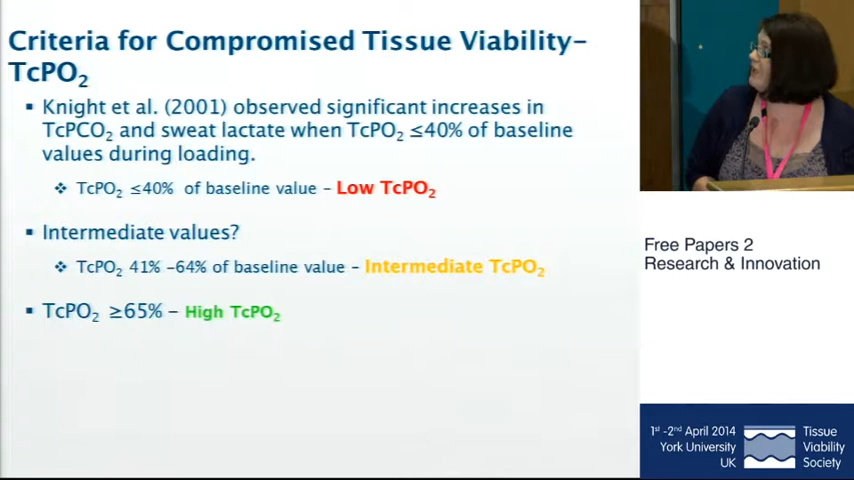 Criteria for Compromised Tissue Viability–
TcPO₂
▪ Knight et al. (2001) observed significant increases in
TcPCO₂ and sweat lactate when TcPO₂ ≤40% of baseline
values during loading.
❖ TcPO₂ ≤40% of baseline value – Low TcPO₂
▪ Intermediate values?
❖ TcPO₂ 41% –64% of baseline value – Intermediate TcPO₂
▪ TcPO₂ ≥65% – High TcPO₂
Free Papers 2
Research & Innovation
1st -2nd April 2014
York University
UK
Tissue
Viability
Society